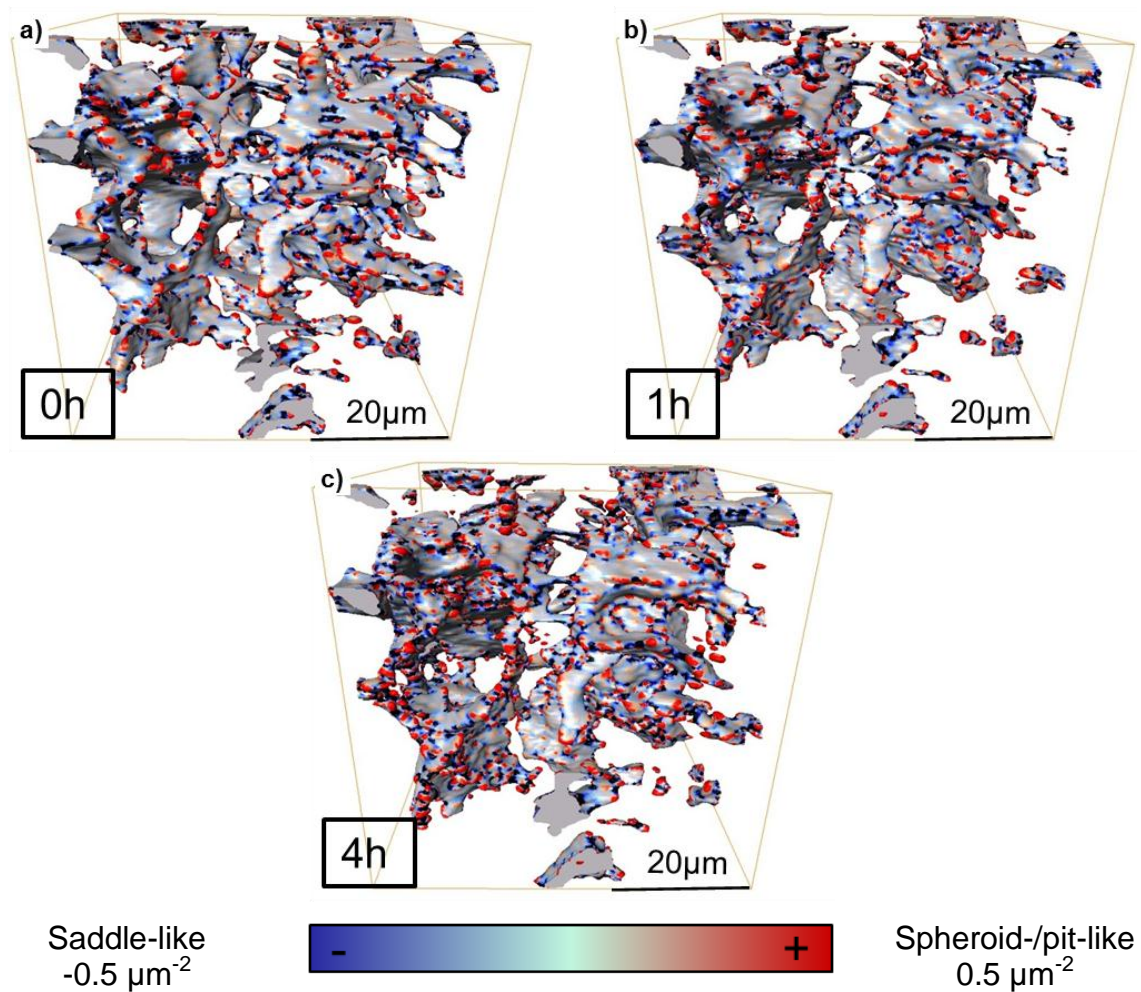 a)
b)
0h
20µm
1h
20µm
c)
4h
20µm
Saddle-like
-0.5 µm⁻²
-
+
Spheroid-/pit-like
0.5 µm⁻²